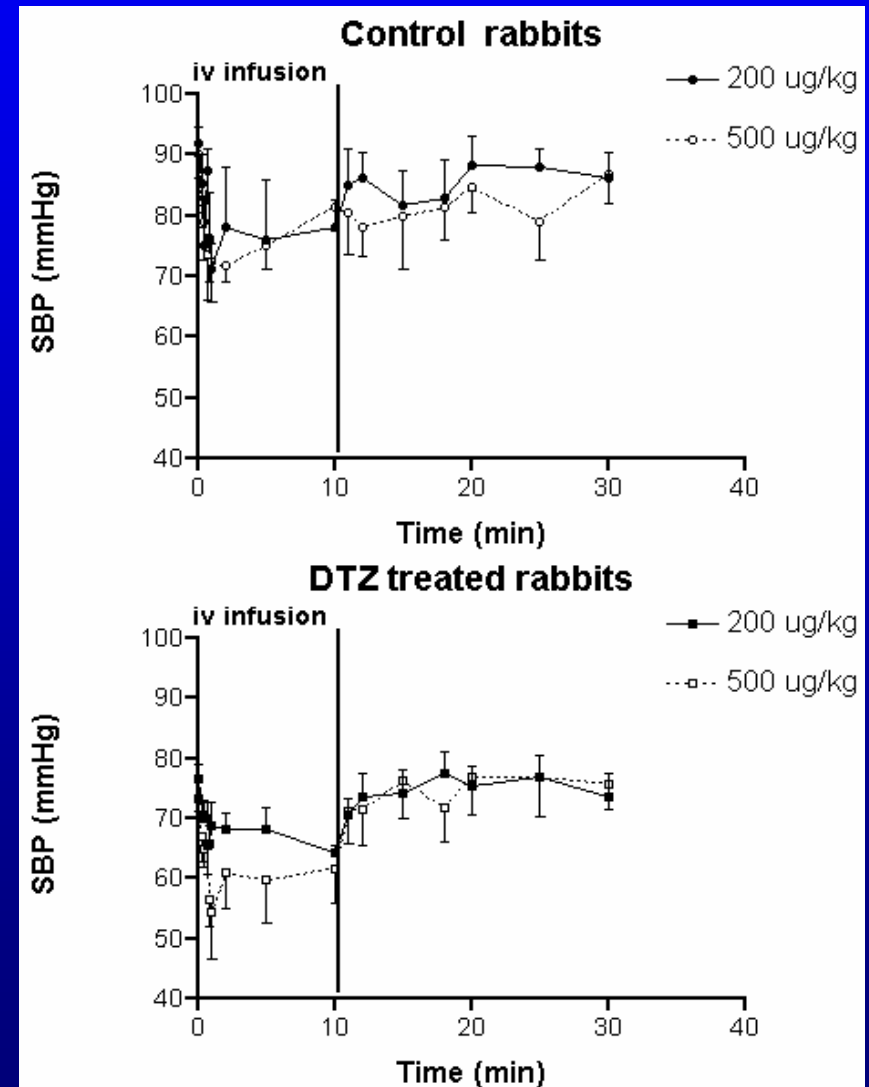 Control rabbits
iv infusion
200 ug/kg
500 ug/kg
100
90
80
70
60
50
40
SBP (mmHg)
0 10 20 30 40
Time (min)
DTZ treated rabbits
iv infusion
200 ug/kg
500 ug/kg
100
90
80
70
60
50
40
SBP (mmHg)
0 10 20 30 40
Time (min)